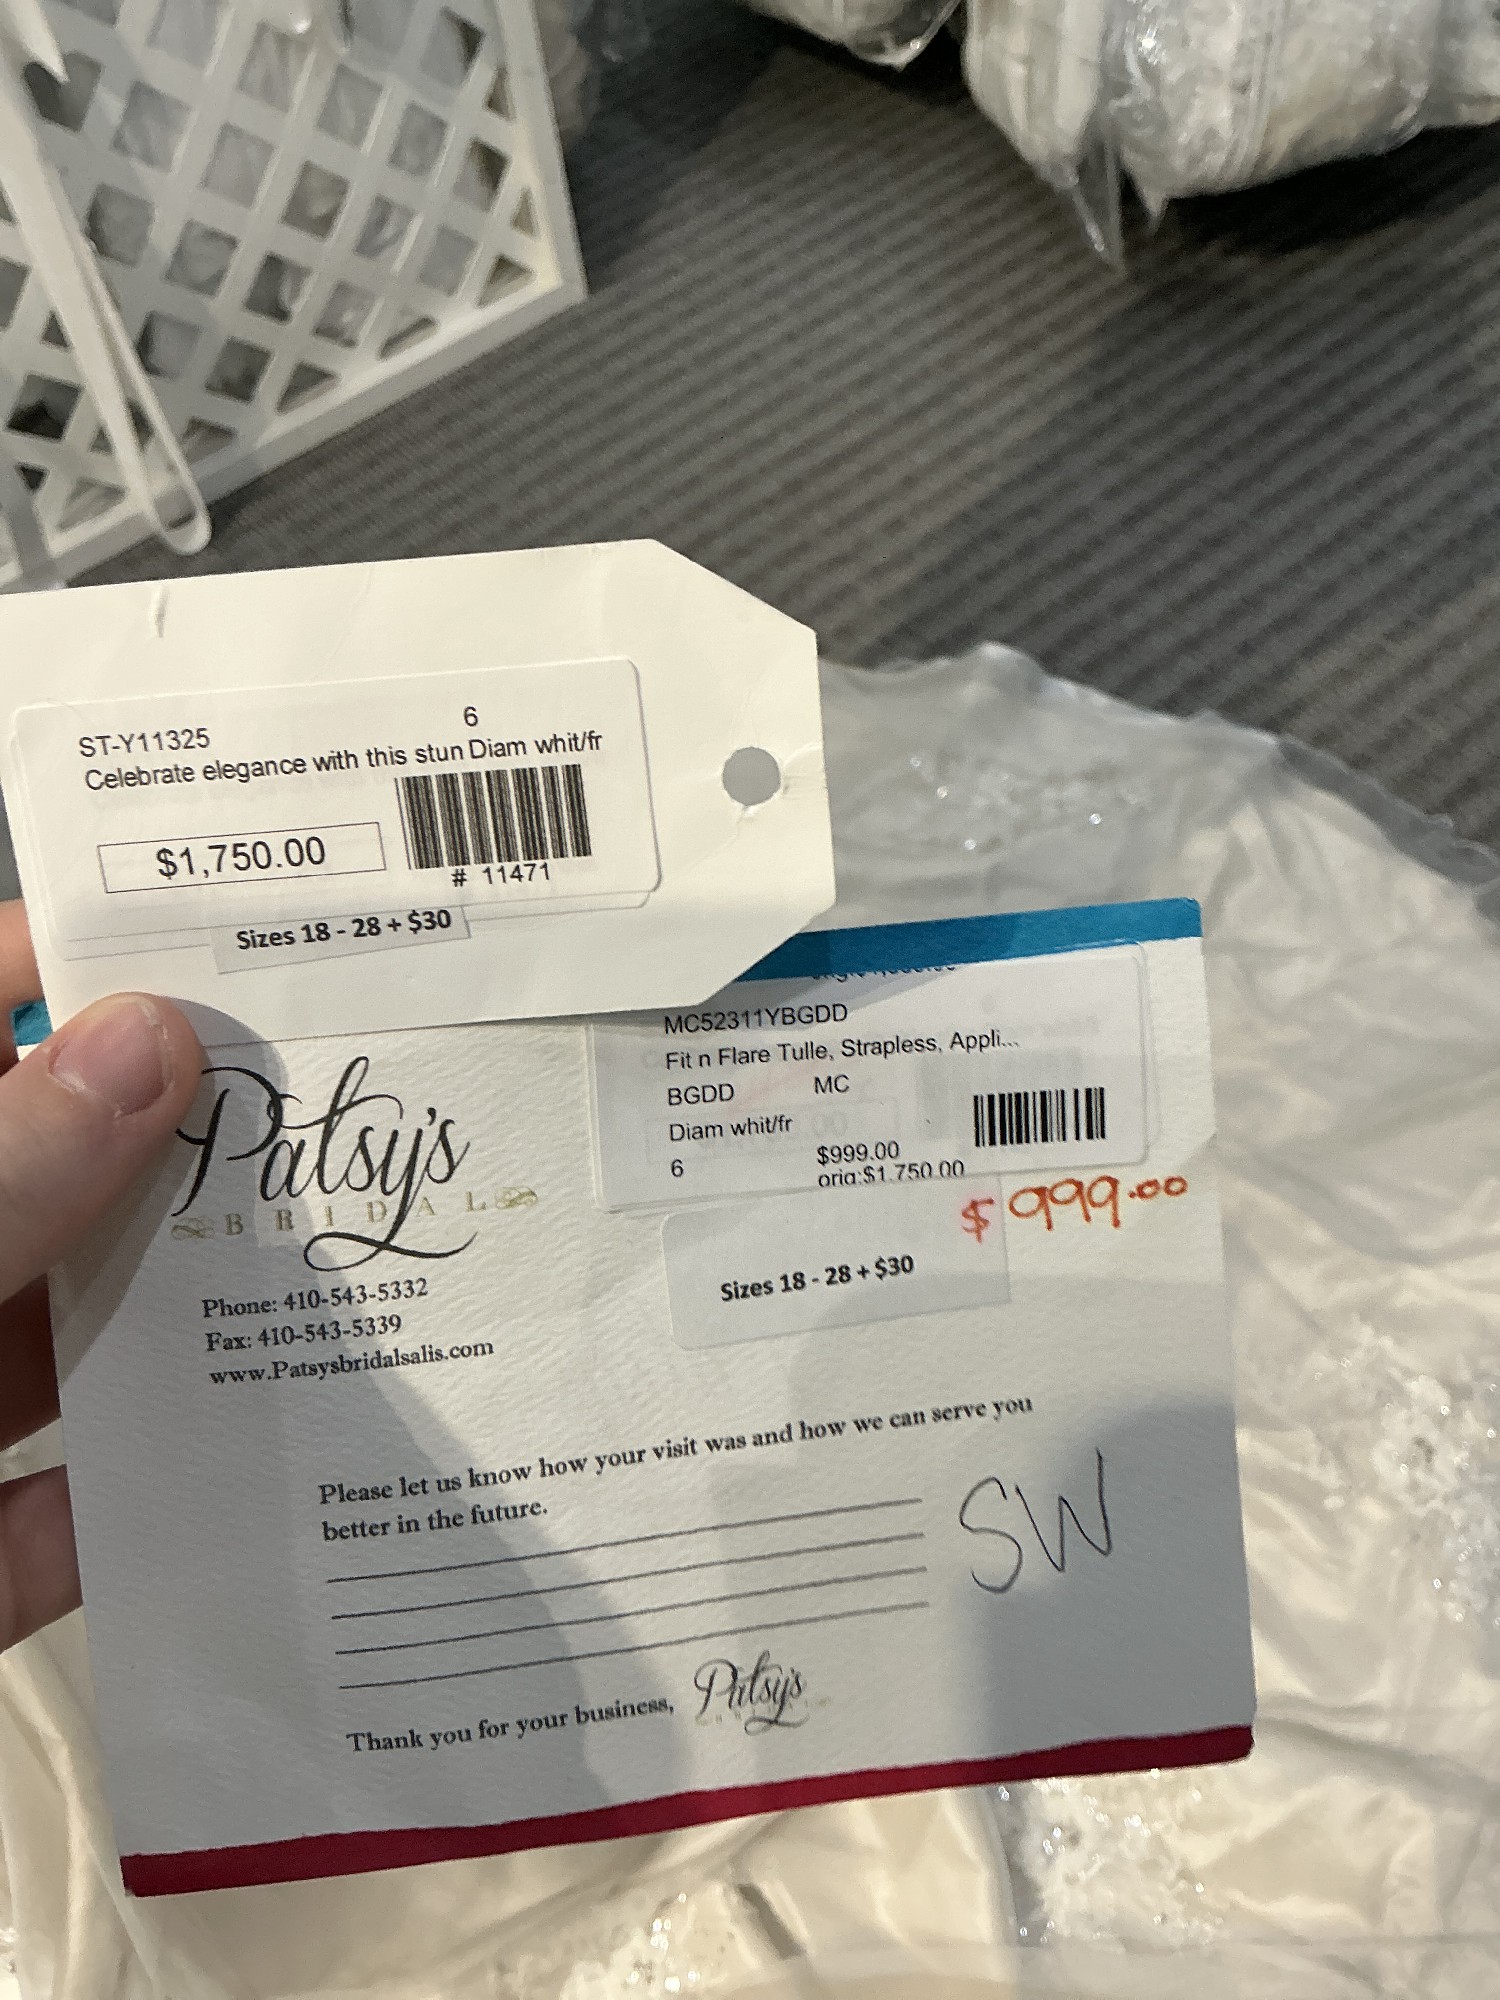 6
ST-Y11325
Celebrate elegance with this stun Diam whit/fr
$1,750.00
# 11471
Sizes 18 - 28 + $30
MC52311YBGDD
Fit n Flare Tulle, Strapless, Appli...
BGDD MC
Diam whit/fr
6 $999.00
orig:$1,750.00
$999.00
Sizes 18 - 28 + $30
Patsy's
BRIDAL
Phone: 410-543-5332
Fax: 410-543-5339
www.Patsysbridalsalis.com
Please let us know how your visit was and how we can serve you
better in the future.
SW
Thank you for your business, Patsy's